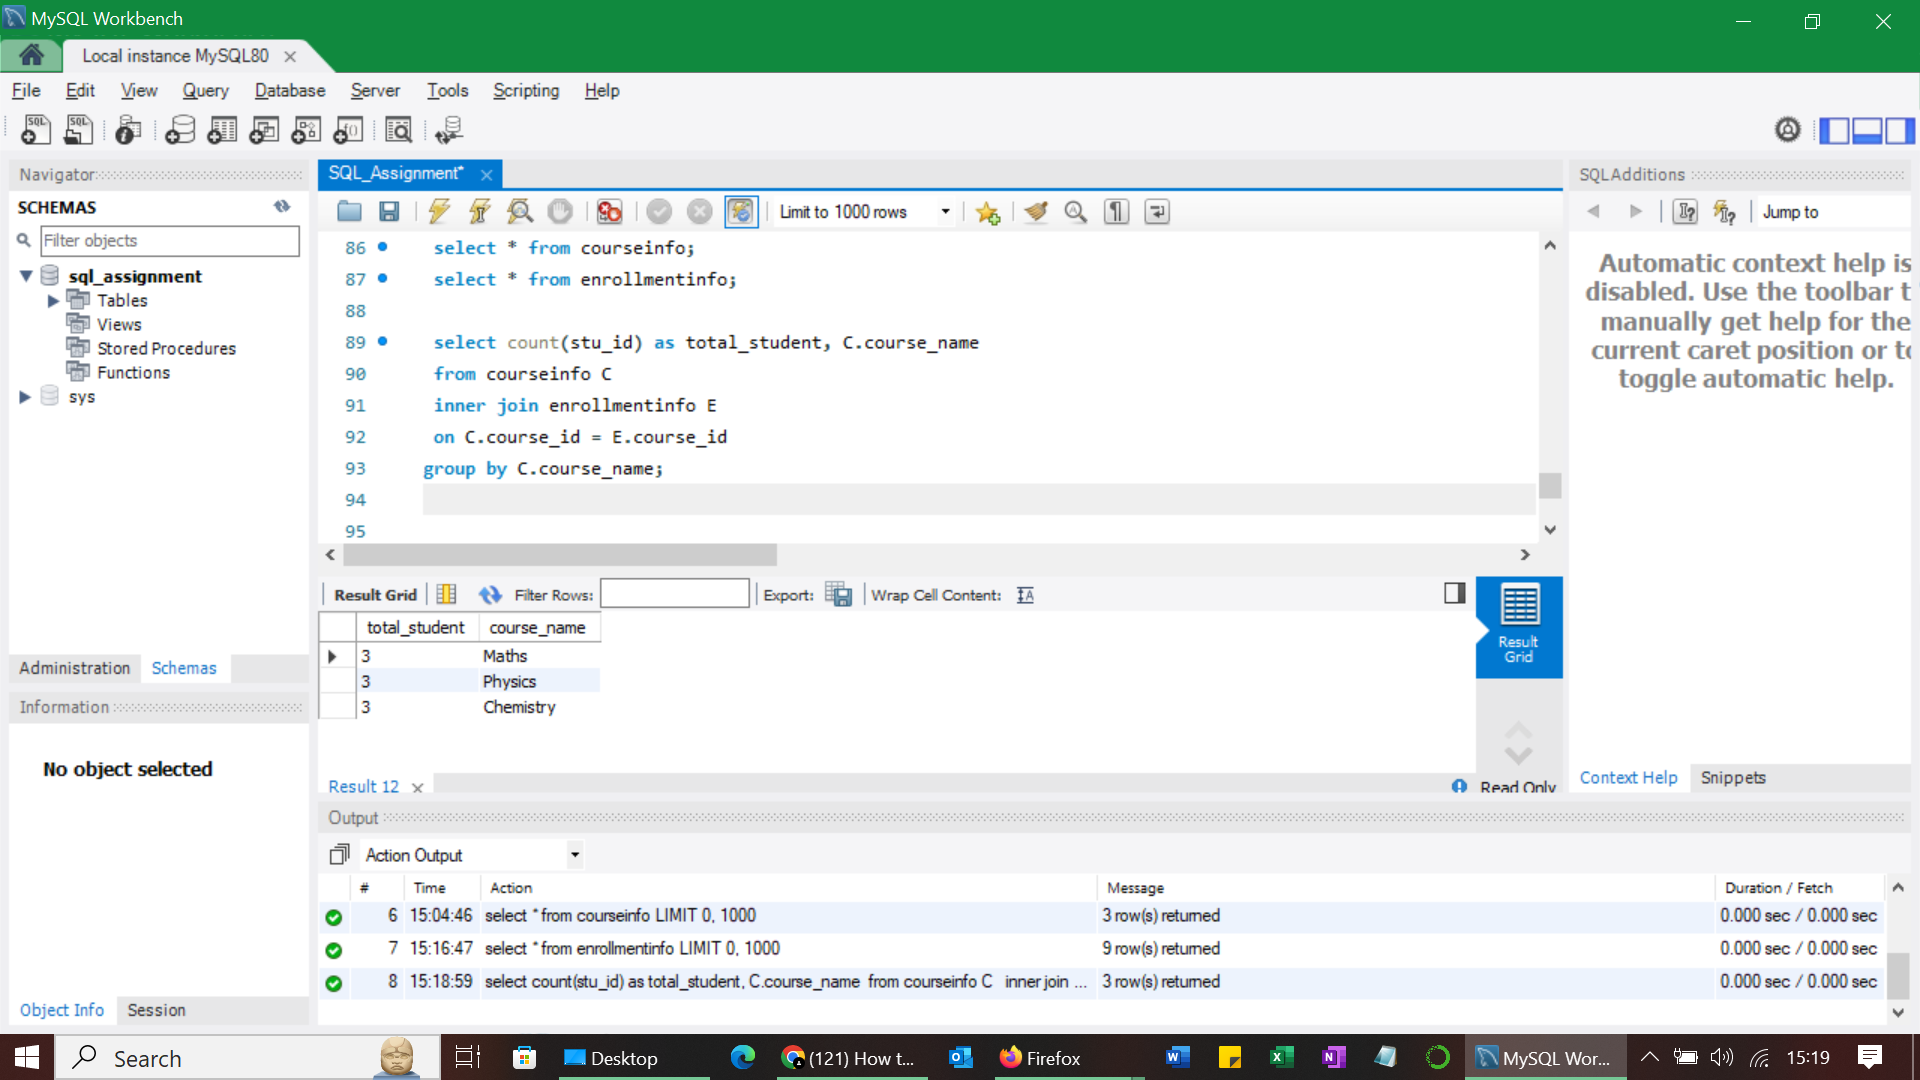 MySQL Workbench
Local instance MySQL80
File Edit View Query Database Server Tools Scripting Help
Navigator
SCHEMAS
Filter objects
sql_assignment
Tables
Views
Stored Procedures
Functions
sys
Administration Schemas
Information
No object selected
Object Info Session
SQL_Assignment*
Limit to 1000 rows
86 select * from courseinfo;
87 select * from enrollmentinfo;
88
89 select count(stu_id) as total_student, C.course_name
90 from courseinfo C
91 inner join enrollmentinfo E
92 on C.course_id = E.course_id
93 group by C.course_name;
94
95
Result Grid Filter Rows: Export: Wrap Cell Content:
total_student course_name
3 Maths
3 Physics
3 Chemistry
Result Grid
Result 12 Read Only
SQLAdditions
Jump to
Automatic context help is
disabled. Use the toolbar t
manually get help for the
current caret position or to
toggle automatic help.
Context Help Snippets
Output
Action Output
# Time Action Message Duration / Fetch
6 15:04:46 select * from courseinfo LIMIT 0, 1000 3 row(s) returned 0.000 sec / 0.000 sec
7 15:16:47 select * from enrollmentinfo LIMIT 0, 1000 9 row(s) returned 0.000 sec / 0.000 sec
8 15:18:59 select count(stu_id) as total_student, C.course_name from courseinfo C inner join ... 3 row(s) returned 0.000 sec / 0.000 sec
Search Desktop (121) How t... Firefox MySQL Wor... 15:19